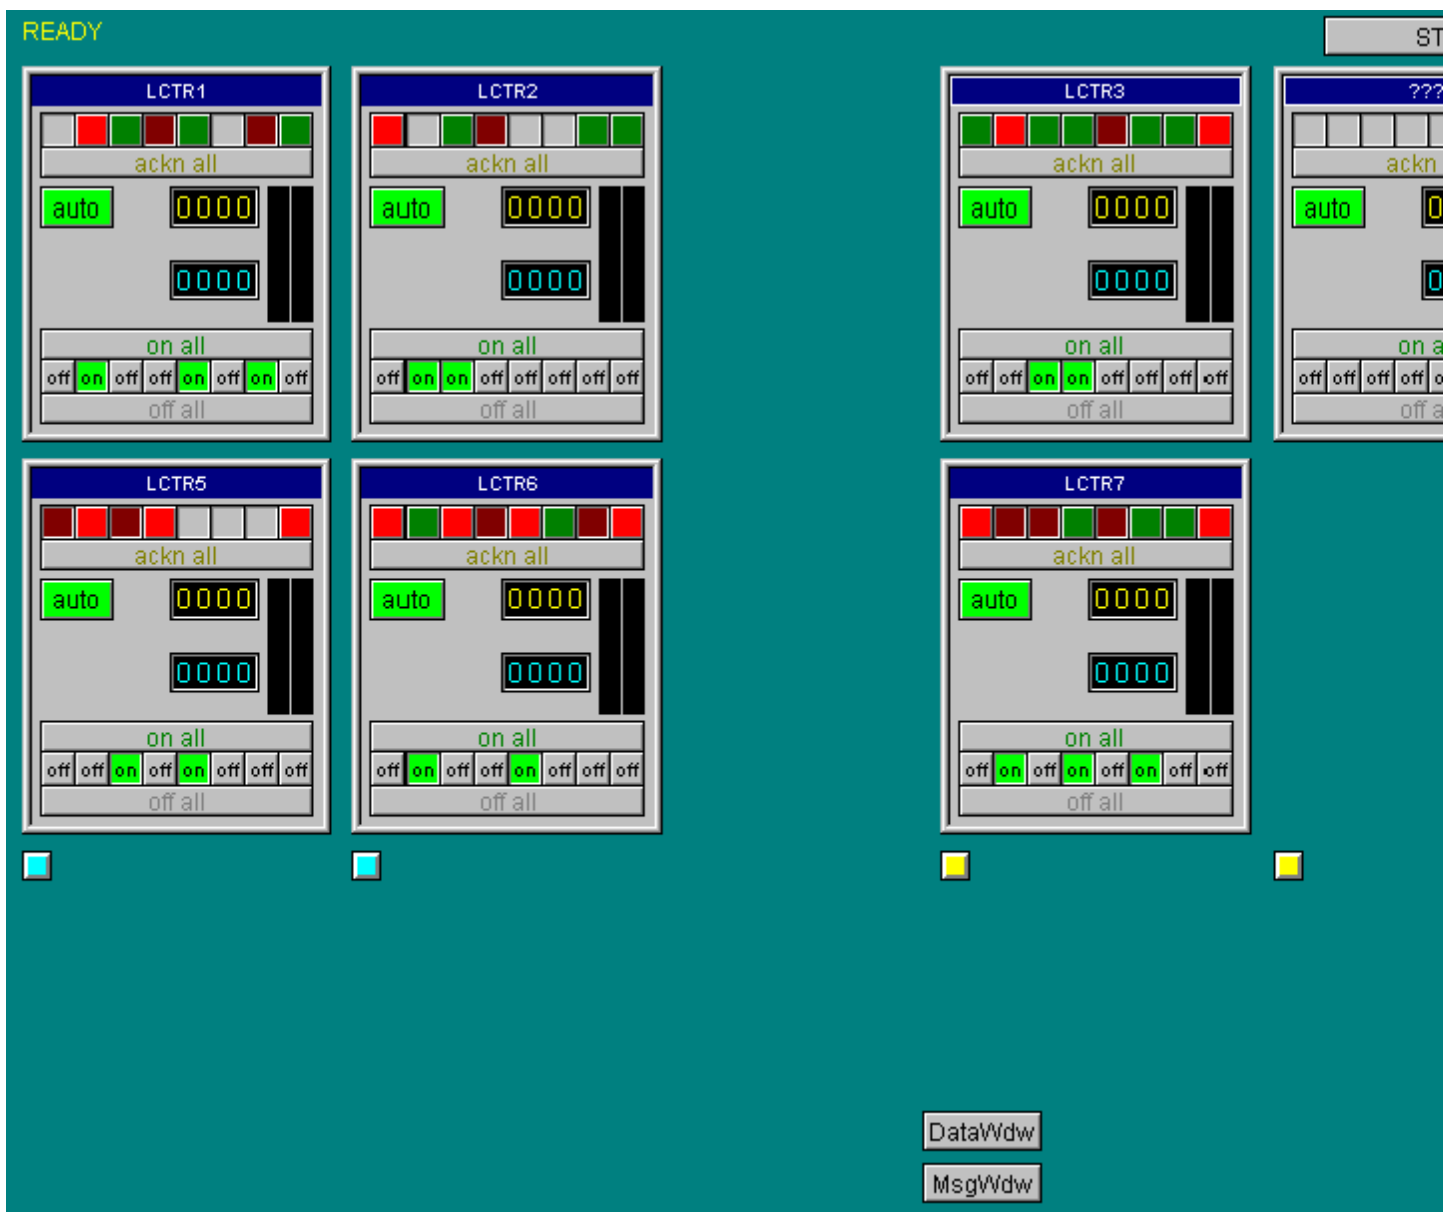 READY
ST
LCTR1
ackn all
auto 0000
0000
on all
off on off off on off on off
off all
LCTR2
ackn all
auto 0000
0000
on all
off on on off off off off off
off all
LCTR3
ackn all
auto 0000
0000
on all
off off on on off off off off
off all
???
ackn
auto 0
0
on a
off off off off o
off a
LCTR5
ackn all
auto 0000
0000
on all
off off on off on off off off
off all
LCTR6
ackn all
auto 0000
0000
on all
off on off off on off off off
off all
LCTR7
ackn all
auto 0000
0000
on all
off on off on off on off off
off all
DataWdw
MsgWdw